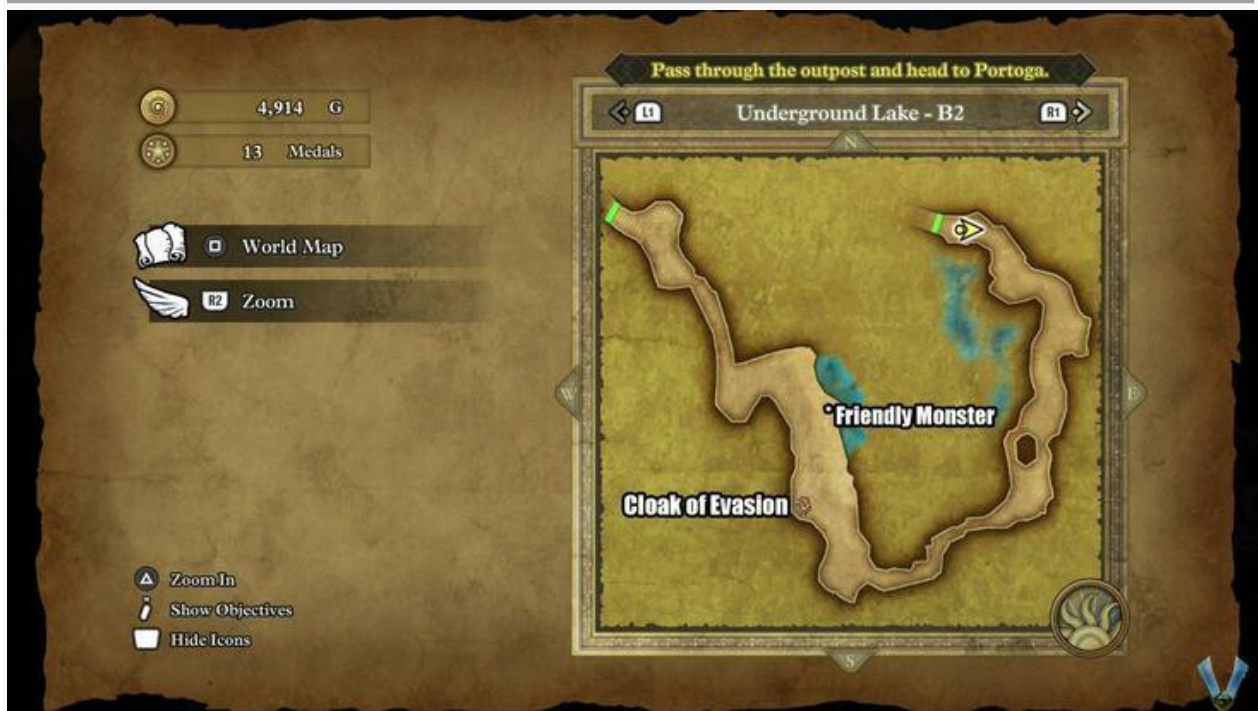 4,914 G
13 Medals
World Map
R2 Zoom
Zoom In
Show Objectives
Hide Icons
Pass through the outpost and head to Portoga.
L1 Underground Lake - B2 R1
N
W
E
Friendly Monster
Cloak of Evasion
S